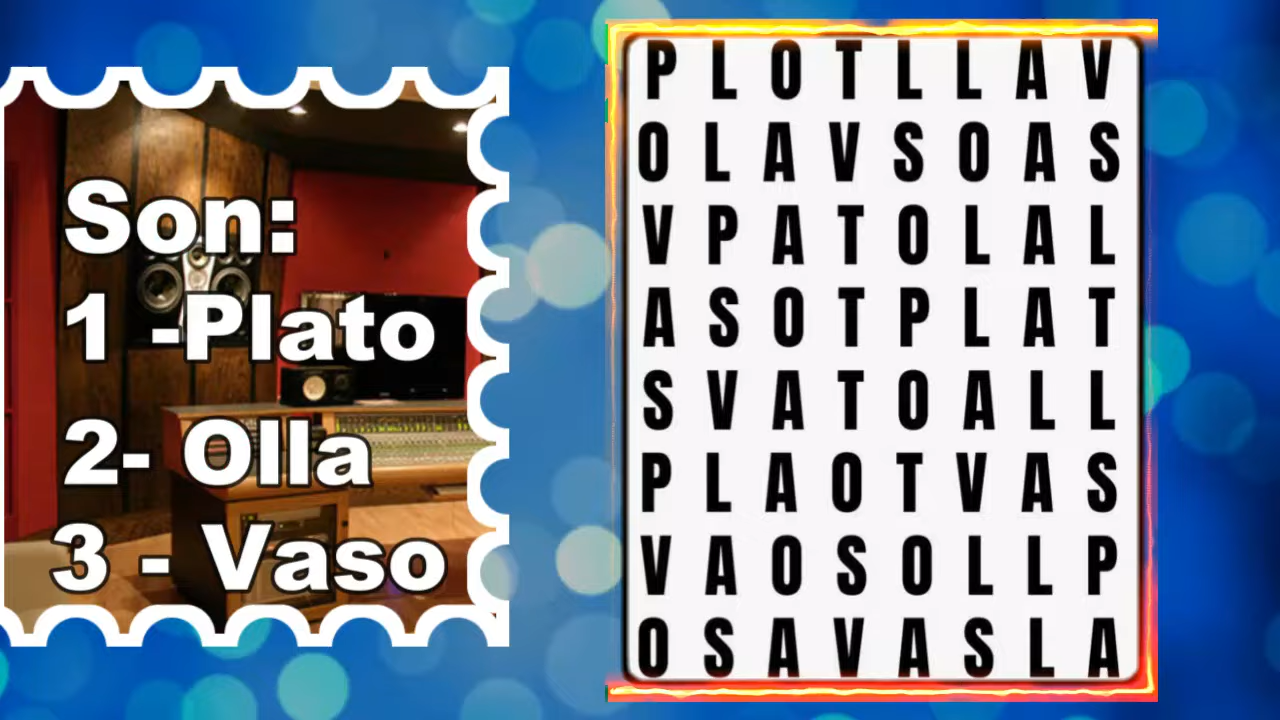 Son:
1 -Plato
2- Olla
3 - Vaso
P L O T L L A V
O L A V S O A S
V P A T O L A L
A S O T P L A T
S V A T O A L L
P L A O T V A S
V A O S O L L P
O S A V A S L A